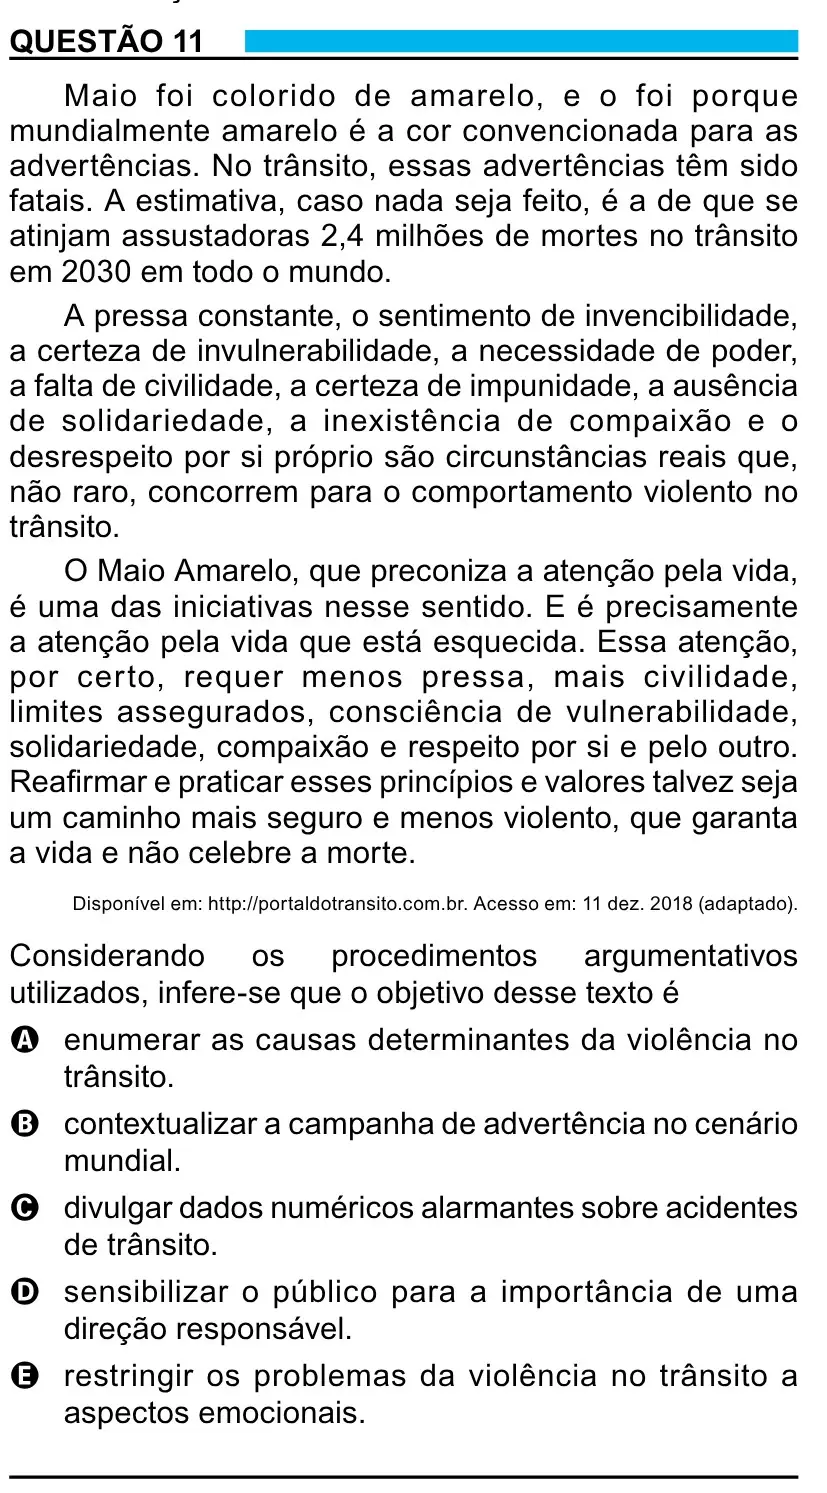 QUESTÃO 11
Maio foi colorido de amarelo, e o foi porque
mundialmente amarelo é a cor convencionada para as
advertências. No trânsito, essas advertências têm sido
fatais. A estimativa, caso nada seja feito, é a de que se
atinjam assustadoras 2,4 milhões de mortes no trânsito
em 2030 em todo o mundo.
A pressa constante, o sentimento de invencibilidade,
a certeza de invulnerabilidade, a necessidade de poder,
a falta de civilidade, a certeza de impunidade, a ausência
de solidariedade, a inexistência de compaixão e o
desrespeito por si próprio são circunstâncias reais que,
não raro, concorrem para o comportamento violento no
trânsito.
O Maio Amarelo, que preconiza a atenção pela vida,
é uma das iniciativas nesse sentido. E é precisamente
a atenção pela vida que está esquecida. Essa atenção,
por certo, requer menos pressa, mais civilidade,
limites assegurados, consciência de vulnerabilidade,
solidariedade, compaixão e respeito por si e pelo outro.
Reafirmar e praticar esses princípios e valores talvez seja
um caminho mais seguro e menos violento, que garanta
a vida e não celebre a morte.
Disponível em: http://portaldotransito.com.br. Acesso em: 11 dez. 2018 (adaptado).
Considerando os procedimentos argumentativos
utilizados, infere-se que o objetivo desse texto é
A enumerar as causas determinantes da violência no
trânsito.
B contextualizar a campanha de advertência no cenário
mundial.
C divulgar dados numéricos alarmantes sobre acidentes
de trânsito.
D sensibilizar o público para a importância de uma
direção responsável.
E restringir os problemas da violência no trânsito a
aspectos emocionais.